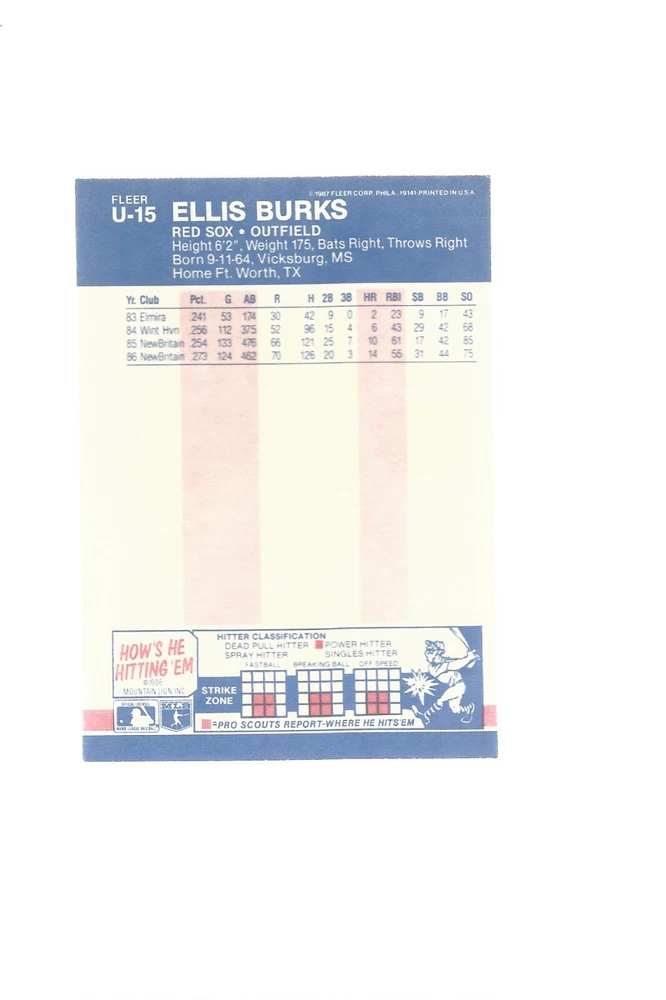 FLEER
©1987 FLEER CORP. PHILA. 19141-PRINTED IN U.S.A.
U-15 ELLIS BURKS
RED SOX • OUTFIELD
Height 6'2", Weight 175, Bats Right, Throws Right
Born 9-11-64, Vicksburg, MS
Home Ft. Worth, TX
Yr. Club Pct. G AB R H 2B 3B HR RBI SB BB SO
83 Elmira .241 53 174 30 42 9 0 2 23 9 17 43
84 Wint Hvn .256 112 375 52 96 15 4 6 43 29 42 68
85 NewBritain .254 133 476 66 121 25 7 10 61 17 42 85
86 NewBritain .273 124 462 70 126 20 3 14 55 31 44 75
HOW'S HE
HITTING 'EM
©1986
MOUNTAIN LION INC.
HITTER CLASSIFICATION
DEAD PULL HITTER POWER HITTER
SPRAY HITTER SINGLES HITTER
FASTBALL BREAKING BALL OFF-SPEED
STRIKE
ZONE
=PRO SCOUTS REPORT-WHERE HE HITS 'EM
OFFICIAL LICENSEE
MAJOR LEAGUE BASEBALL